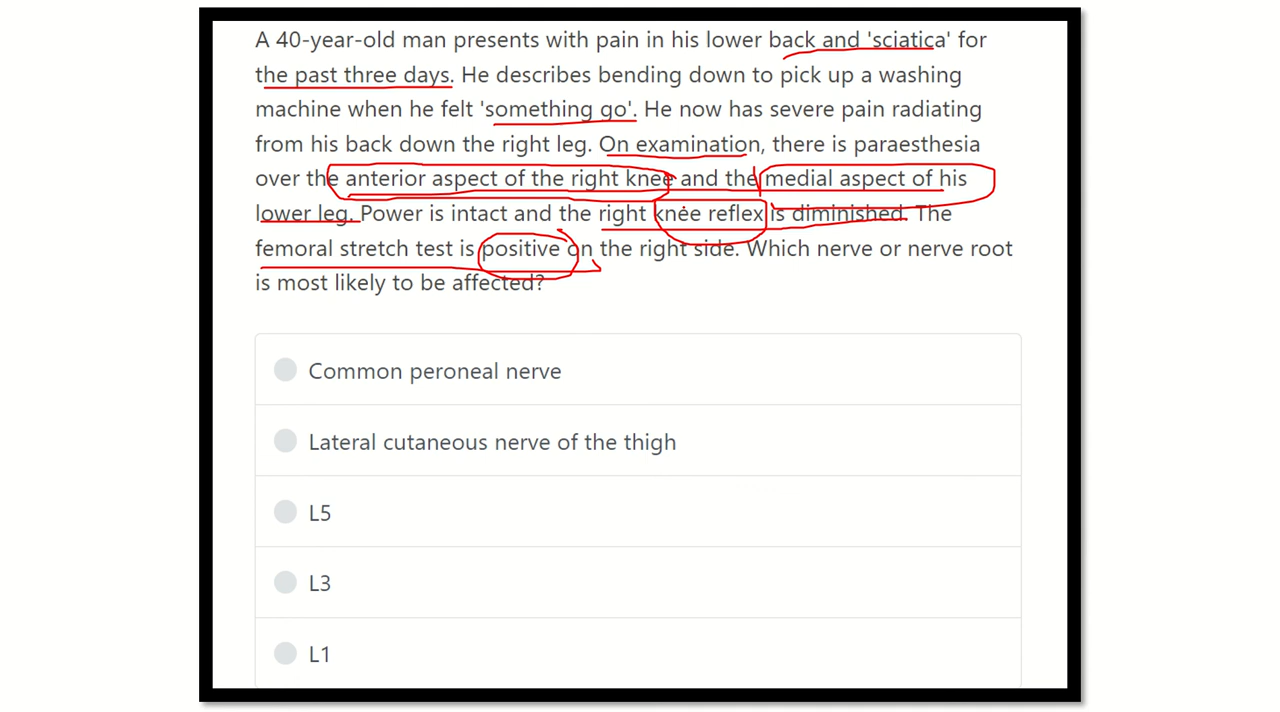 A 40-year-old man presents with pain in his lower back and 'sciatica' for
the past three days. He describes bending down to pick up a washing
machine when he felt 'something go'. He now has severe pain radiating
from his back down the right leg. On examination, there is paraesthesia
over the anterior aspect of the right knee and the medial aspect of his
lower leg. Power is intact and the right knee reflex is diminished. The
femoral stretch test is positive on the right side. Which nerve or nerve root
is most likely to be affected?
Common peroneal nerve
Lateral cutaneous nerve of the thigh
L5
L3
L1